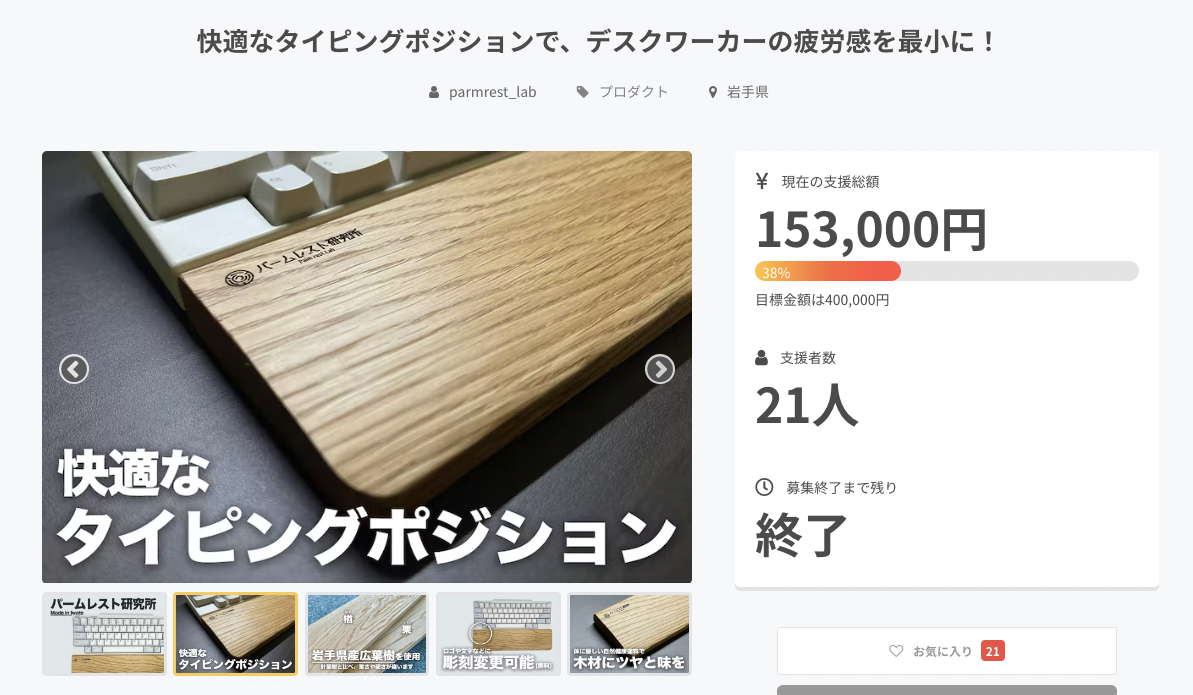 快適なタイピングポジションで、デスクワーカーの疲労感を最小に！
parmrest_lab プロダクト 岩手県
Shift
Alt
パームレスト研究所
Palm rest Lab
快適な
タイピングポジション
¥ 現在の支援総額
153,000円
38%
目標金額は400,000円
支援者数
21人
募集終了まで残り
終了
パームレスト研究所
Made in Iwate
快適な
タイピングポジション
楢
栗
岩手県産広葉樹を使用
ロゴや文字などに
彫刻変更可能(無料)
体に優しい自然健康塗料で
木材にツヤと味を
お気に入り 21